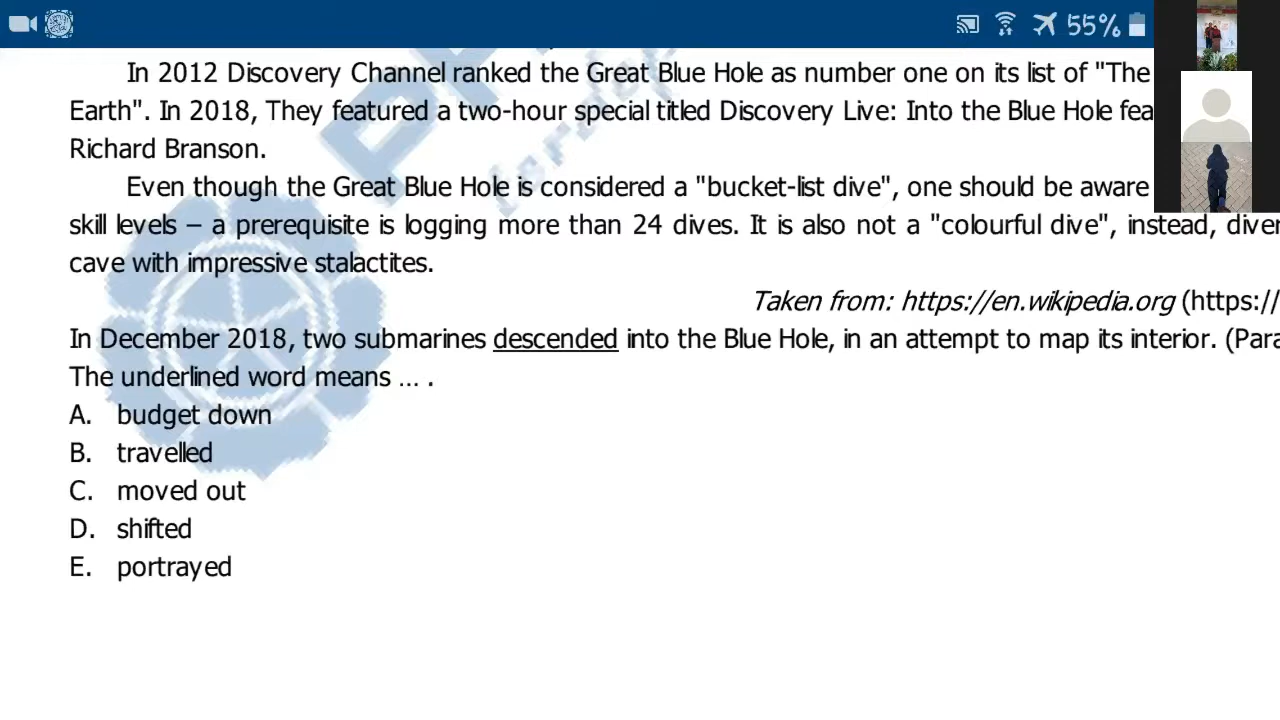 55%
In 2012 Discovery Channel ranked the Great Blue Hole as number one on its list of "The
Earth". In 2018, They featured a two-hour special titled Discovery Live: Into the Blue Hole fea
Richard Branson.
Even though the Great Blue Hole is considered a "bucket-list dive", one should be aware
skill levels – a prerequisite is logging more than 24 dives. It is also not a "colourful dive", instead, diver
cave with impressive stalactites.
Taken from: https://en.wikipedia.org (https://
In December 2018, two submarines descended into the Blue Hole, in an attempt to map its interior. (Para
The underlined word means ... .
A. budget down
B. travelled
C. moved out
D. shifted
E. portrayed